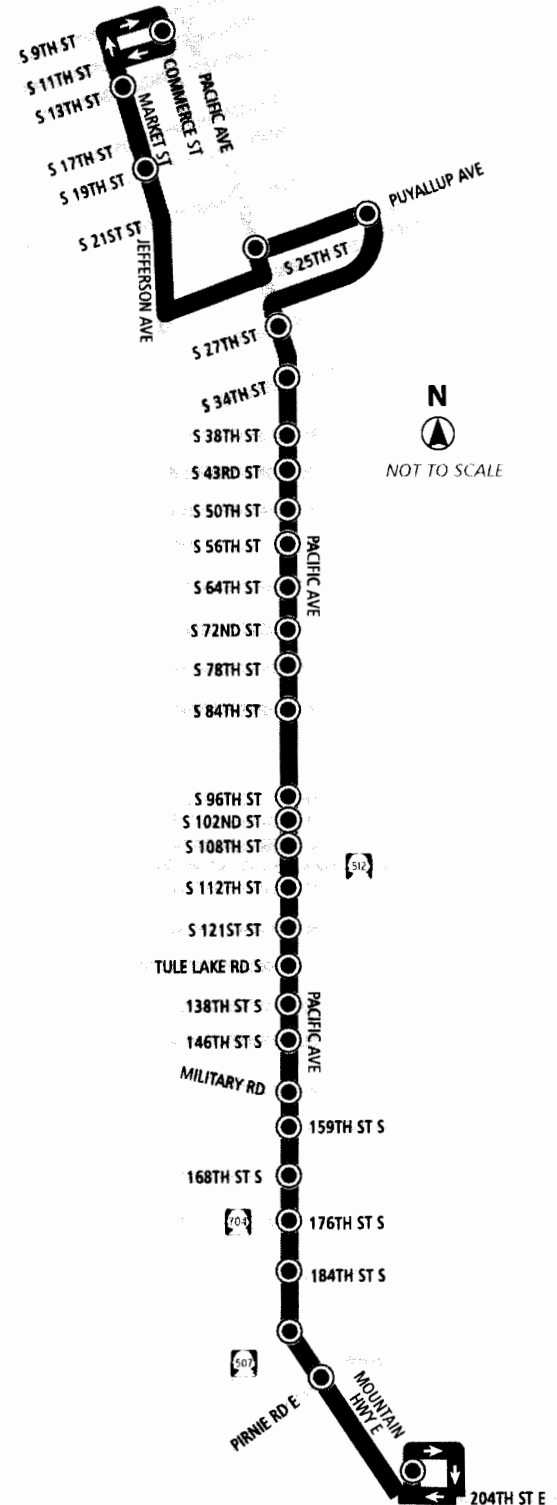 S 9TH ST
S 11TH ST
COMMERCE ST
PACIFIC AVE
S 13TH ST
MARKET ST
S 17TH ST
S 19TH ST
PUYALLUP AVE
S 21ST ST
JEFFERSON AVE
S 25TH ST
S 27TH ST
S 34TH ST
N
NOT TO SCALE
S 38TH ST
S 43RD ST
S 50TH ST
S 56TH ST
PACIFIC AVE
S 64TH ST
S 72ND ST
S 78TH ST
S 84TH ST
S 96TH ST
S 102ND ST
S 108TH ST
512
S 112TH ST
S 121ST ST
TULE LAKE RD S
138TH ST S
PACIFIC AVE
146TH ST S
MILITARY RD
159TH ST S
168TH ST S
704
176TH ST S
184TH ST S
507
PIRNIE RD E
MOUNTAIN
HWY E
204TH ST E